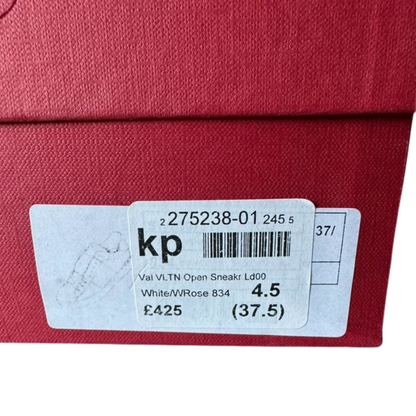 2 275238-01 245 5
kp
37/
Val VLTN Open Sneakr Ld00
White/WRose 834 4.5
£425 (37.5)